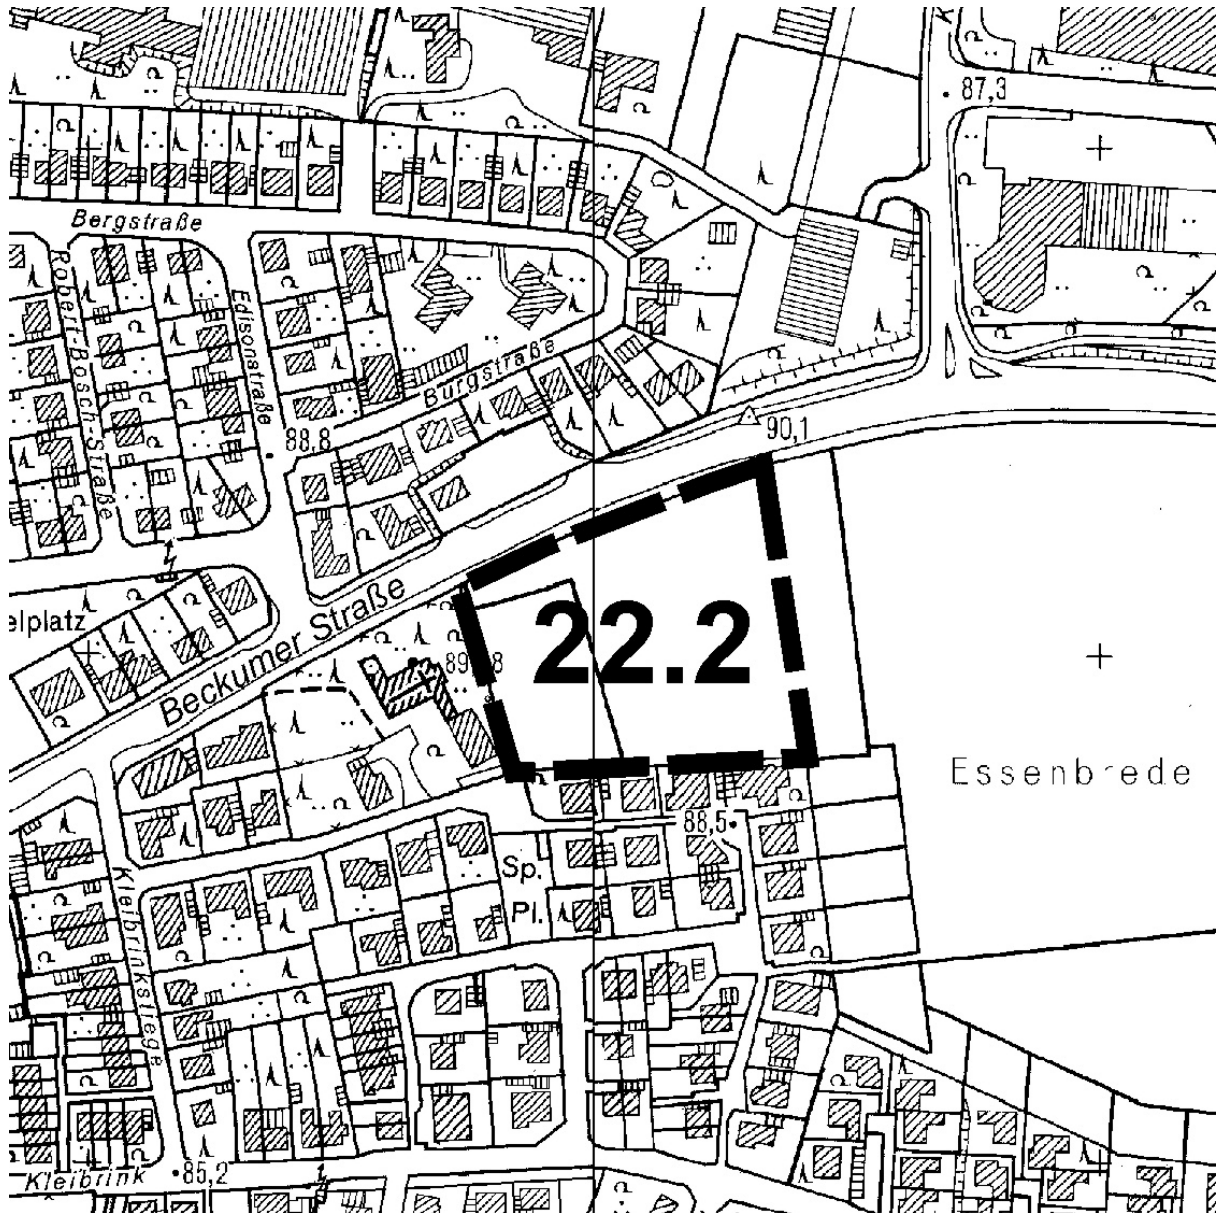 87,3
Bergstraße
Robert-Bosch-Straße
Edisonstraße
Burgstraße
90,1
88,8
elplatz
Beckumer Straße
22.2
Essenbrede
88,5
Sp.
Pl.
Kleibrinkstiege
Kleibrink
85,2